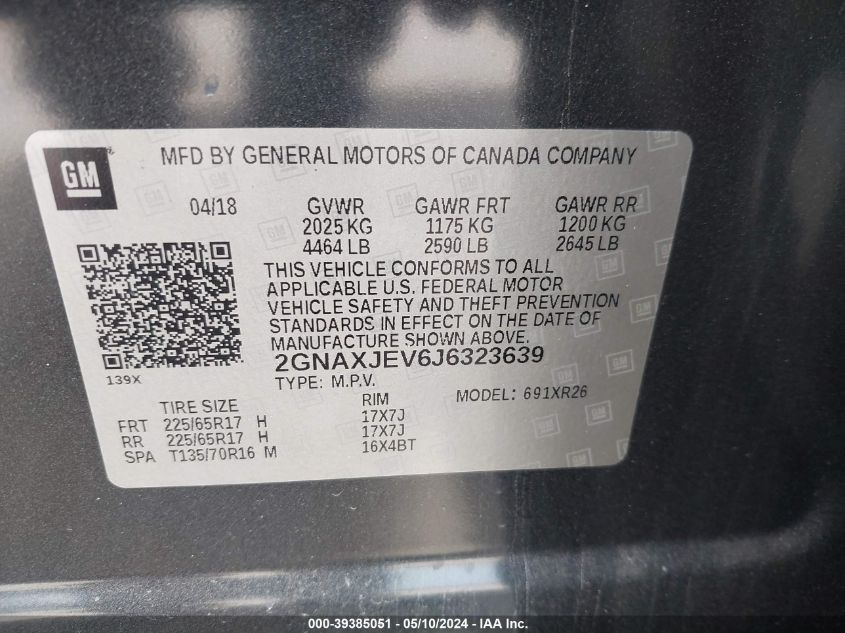 GM
MFD BY GENERAL MOTORS OF CANADA COMPANY
04/18 GVWR GAWR FRT GAWR RR
2025 KG 1175 KG 1200 KG
4464 LB 2590 LB 2645 LB
THIS VEHICLE CONFORMS TO ALL
APPLICABLE U.S. FEDERAL MOTOR
VEHICLE SAFETY AND THEFT PREVENTION
STANDARDS IN EFFECT ON THE DATE OF
MANUFACTURE SHOWN ABOVE.
2GNAXJEV6J6323639
139X
TYPE: M.P.V. MODEL: 691XR26
TIRE SIZE RIM
FRT 225/65R17 H 17X7J
RR 225/65R17 H 17X7J
SPA T135/70R16 M 16X4BT
000-39385051 - 05/10/2024 - IAA Inc.